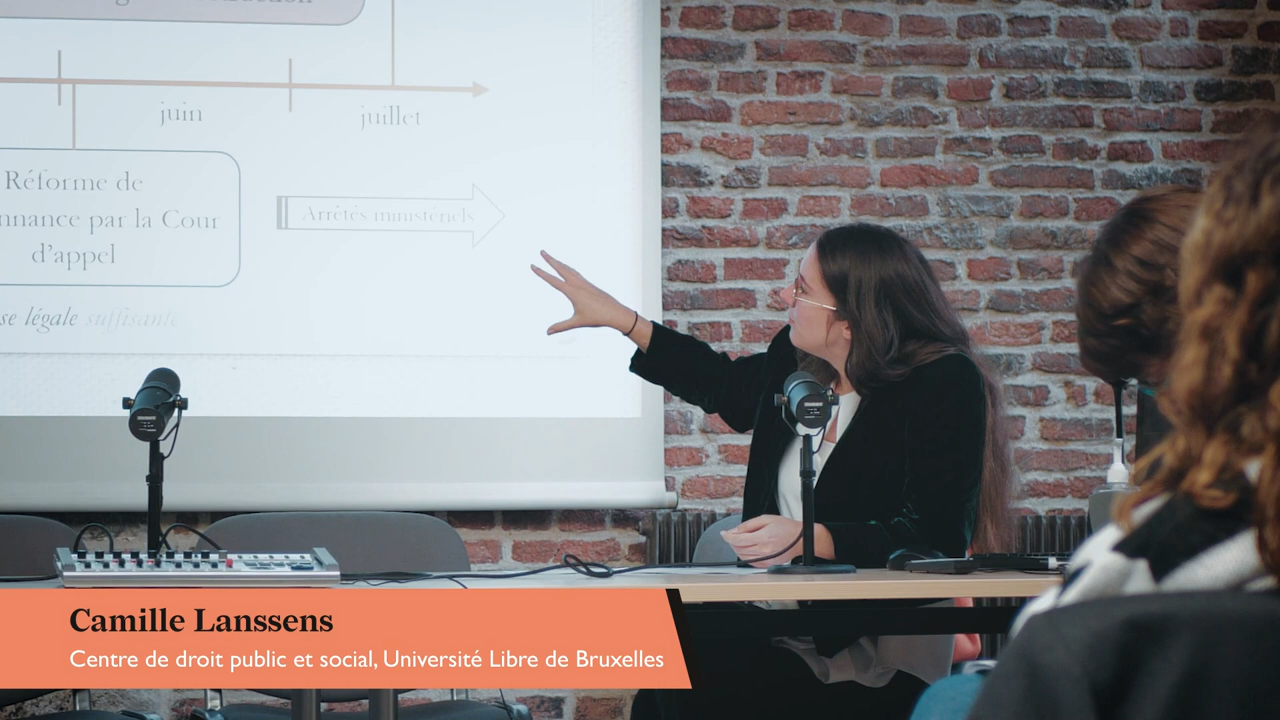 juin
juillet
Réforme de
nnance par la Cour
d'appel
Arrêtés ministériels
se légale suffisante
Camille Lanssens
Centre de droit public et social, Université Libre de Bruxelles